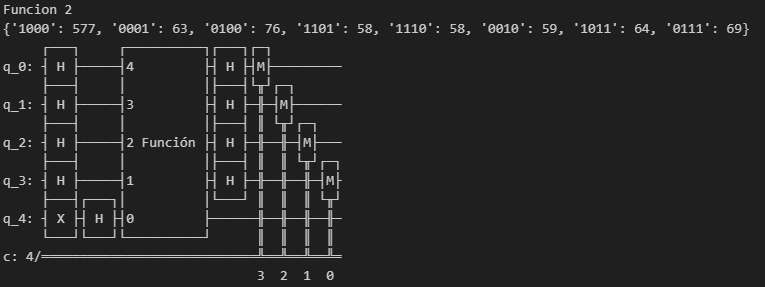 Funcion 2
{'1000': 577, '0001': 63, '0100': 76, '1101': 58, '1110': 58, '0010': 59, '1011': 64, '0111': 69}
     ┌───┐     ┌──────────┐┌───┐┌─┐
q_0: ┤ H ├─────┤4         ├┤ H ├┤M├─────────
     ├───┤     │          │├───┤└╥┘┌─┐
q_1: ┤ H ├─────┤3         ├┤ H ├─╫─┤M├──────
     ├───┤     │          │├───┤ ║ └╥┘┌─┐
q_2: ┤ H ├─────┤2 Función ├┤ H ├─╫──╫─┤M├───
     ├───┤     │          │├───┤ ║  ║ └╥┘┌─┐
q_3: ┤ H ├─────┤1         ├┤ H ├─╫──╫──╫─┤M├
     ├───┤┌───┐│          │└───┘ ║  ║  ║ └╥┘
q_4: ┤ X ├┤ H ├┤0         ├──────╫──╫──╫──╫─
     └───┘└───┘└──────────┘      ║  ║  ║  ║
c: 4/════════════════════════════╩══╩══╩══╩═
                                 3  2  1  0